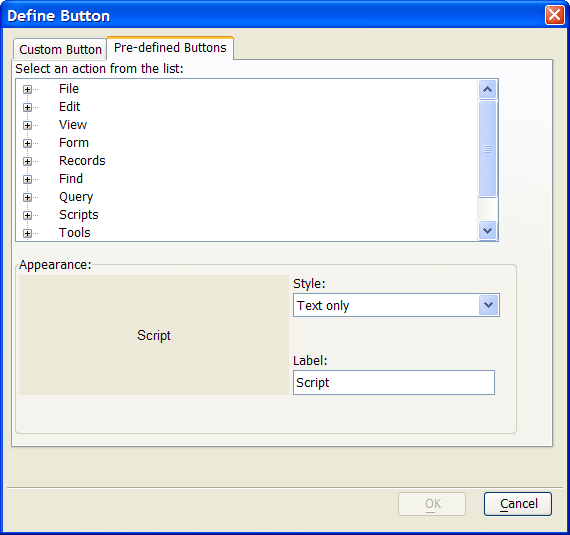 Define Button
Custom Button
Pre-defined Buttons
Select an action from the list:
File
Edit
View
Form
Records
Find
Query
Scripts
Tools
Appearance:
Style:
Script
Text only
Label:
Script
OK
Cancel